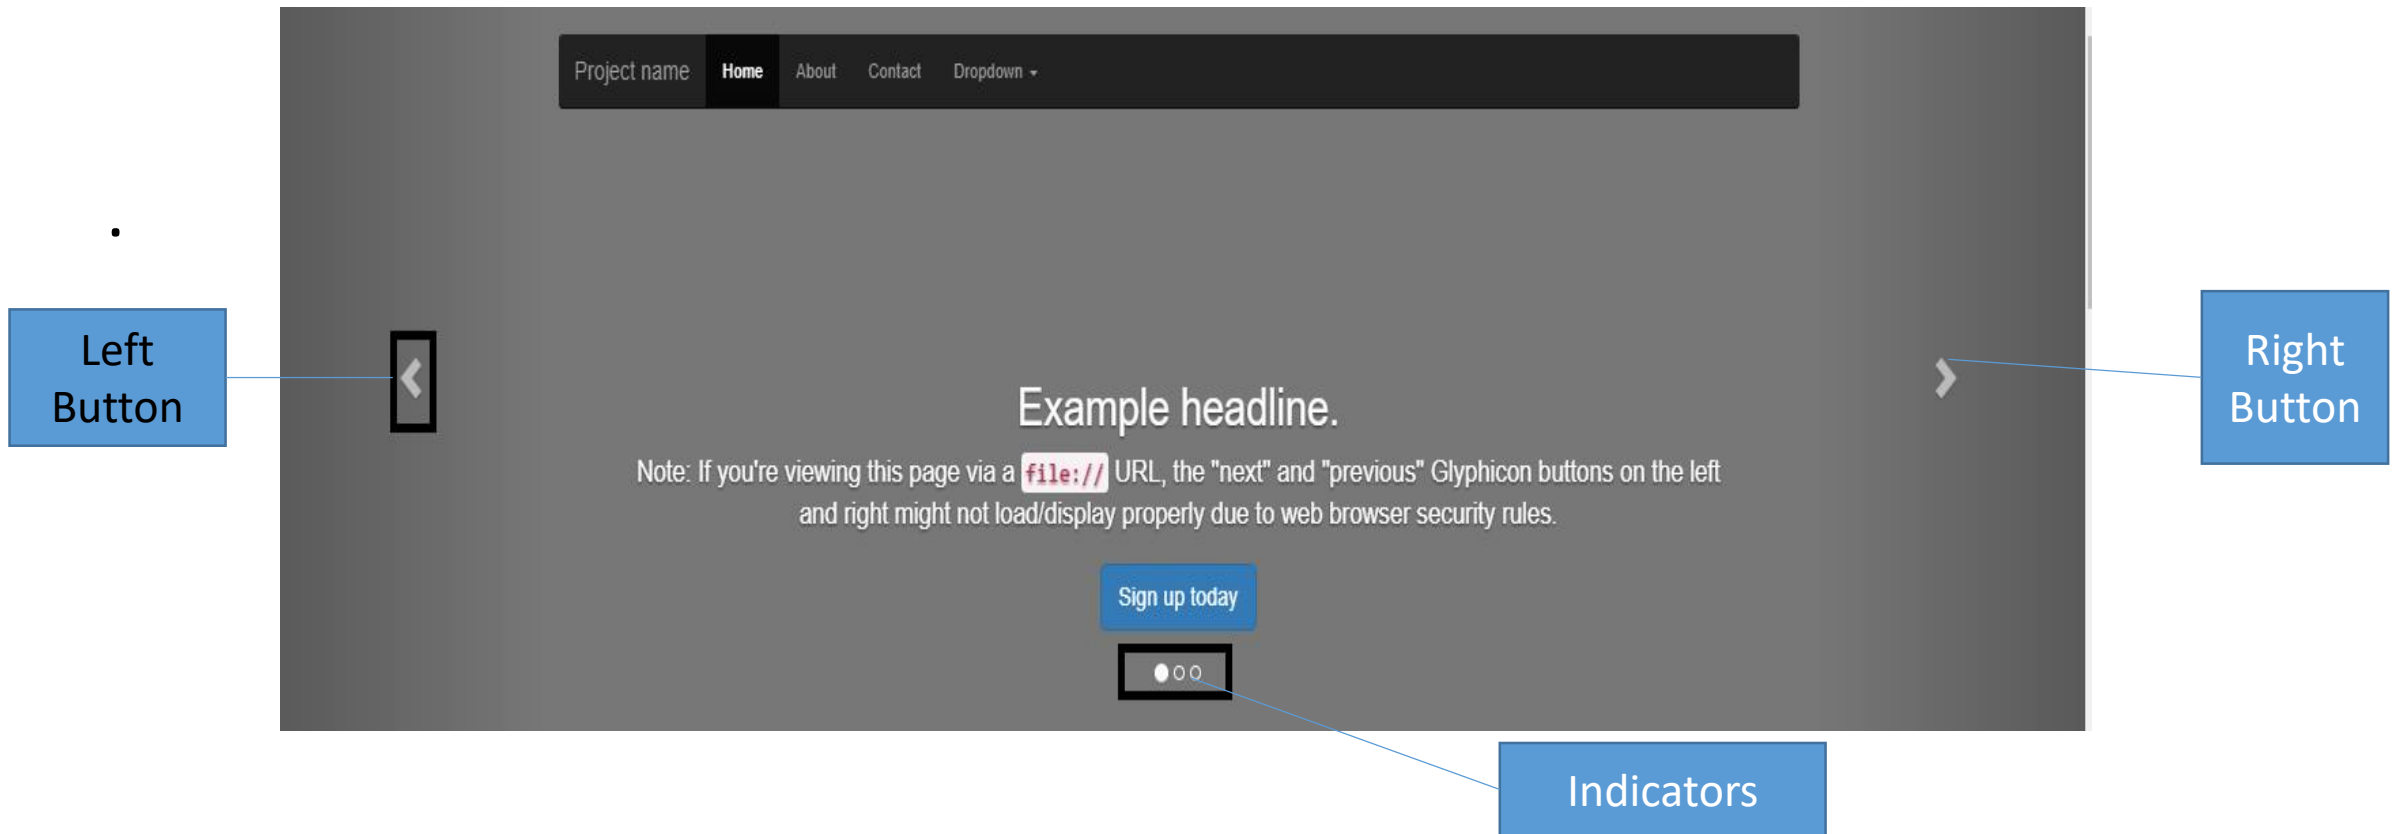 Project name Home About Contact Dropdown
.
Left
Button
Right
Button
Example headline.
Note: If you're viewing this page via a file:// URL, the "next" and "previous" Glyphicon buttons on the left
and right might not load/display properly due to web browser security rules.
Sign up today
Indicators